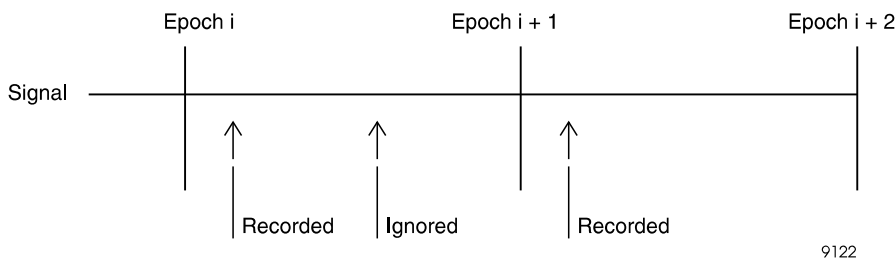 Epoch i
Epoch i + 1
Epoch i + 2
Signal
Recorded
Ignored
Recorded
9122